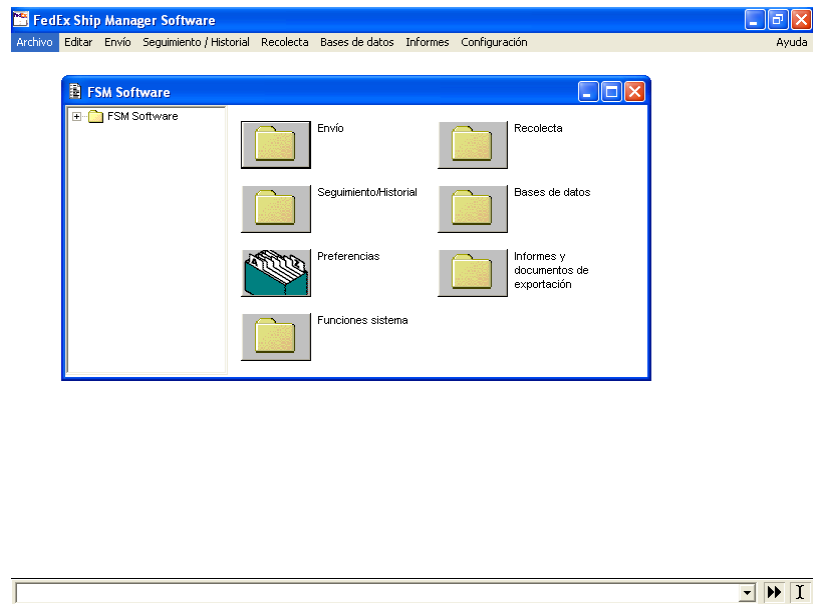 FedEx Ship Manager Software
Archivo Editar Envío Seguimiento / Historial Recolecta Bases de datos Informes Configuración Ayuda
FSM Software
FSM Software
Envío
Recolecta
Seguimiento/Historial
Bases de datos
Preferencias
Informes y
documentos de
exportación
Funciones sistema